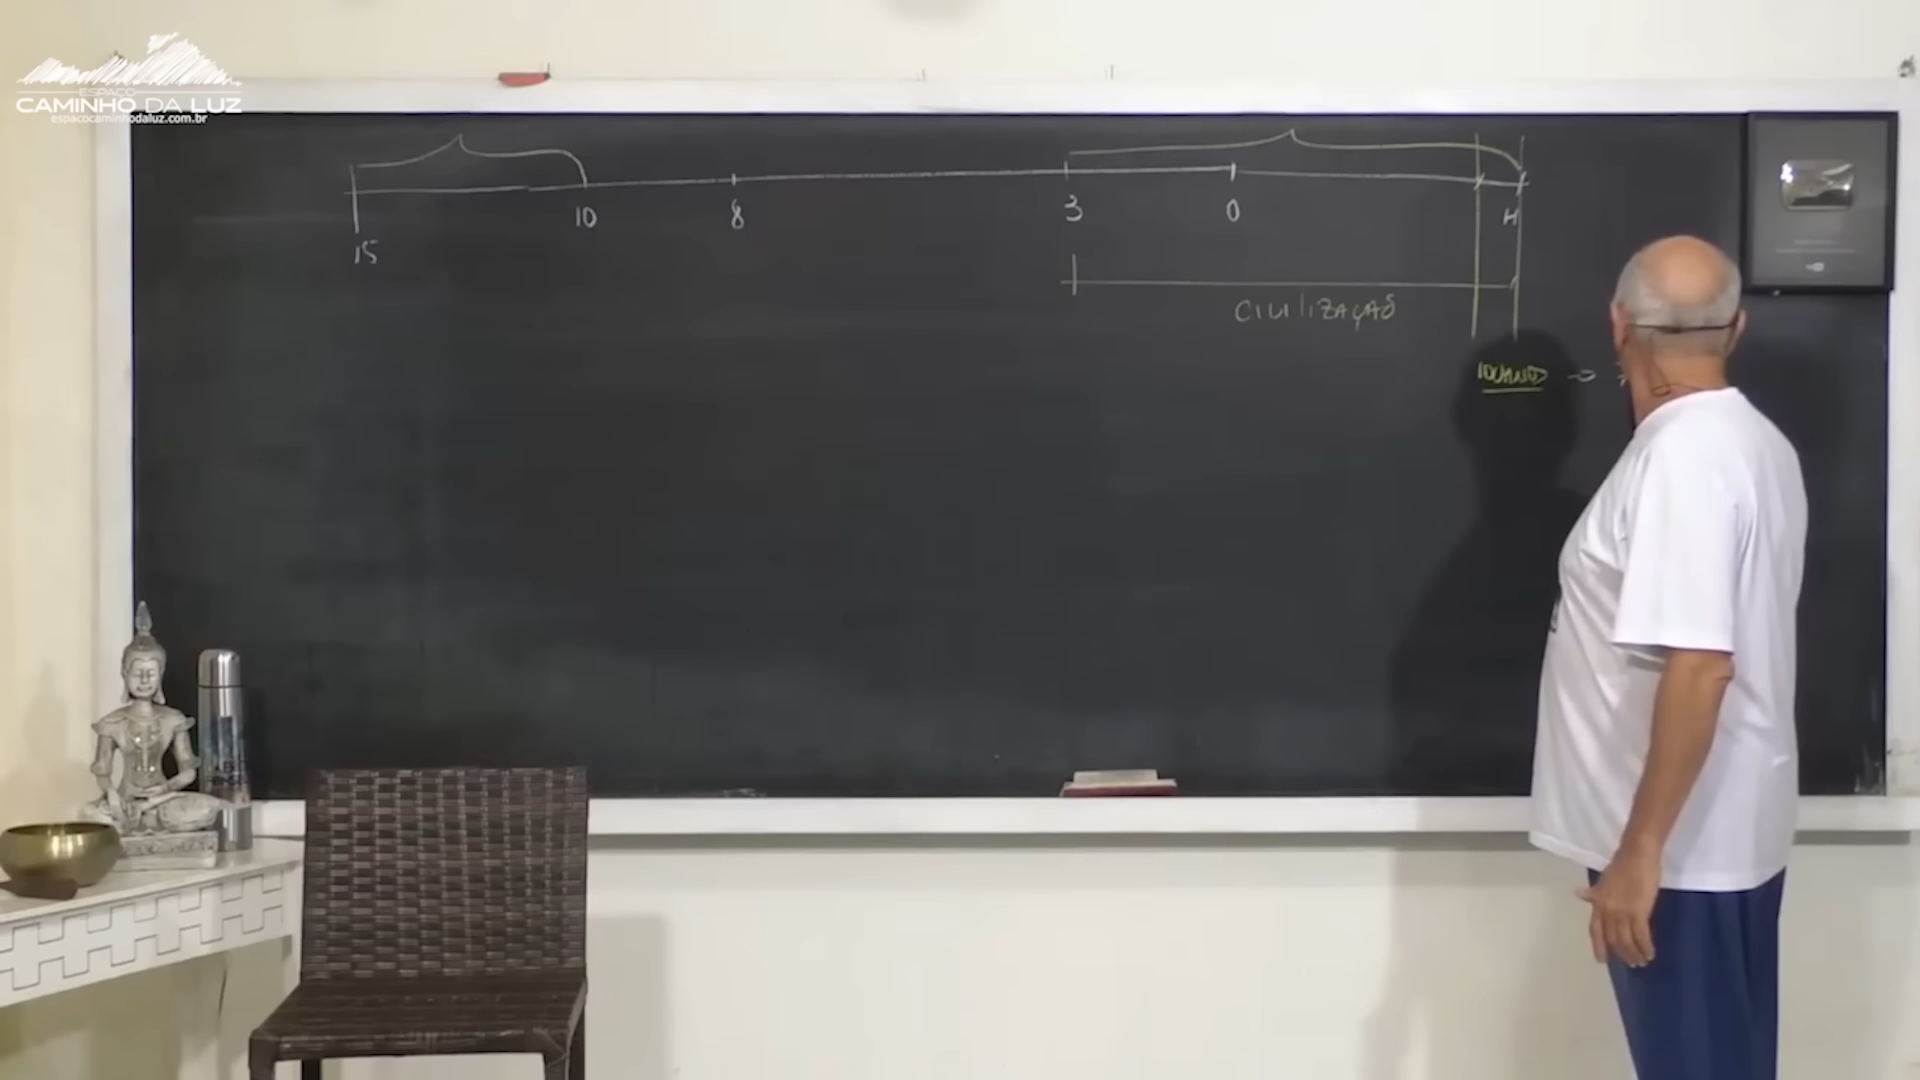 ESPAÇO
CAMINHO DA LUZ
espacocaminhodaluz.com.br
15
10
8
3
0
H
CIVILIZAÇÃO
100 ANOS →